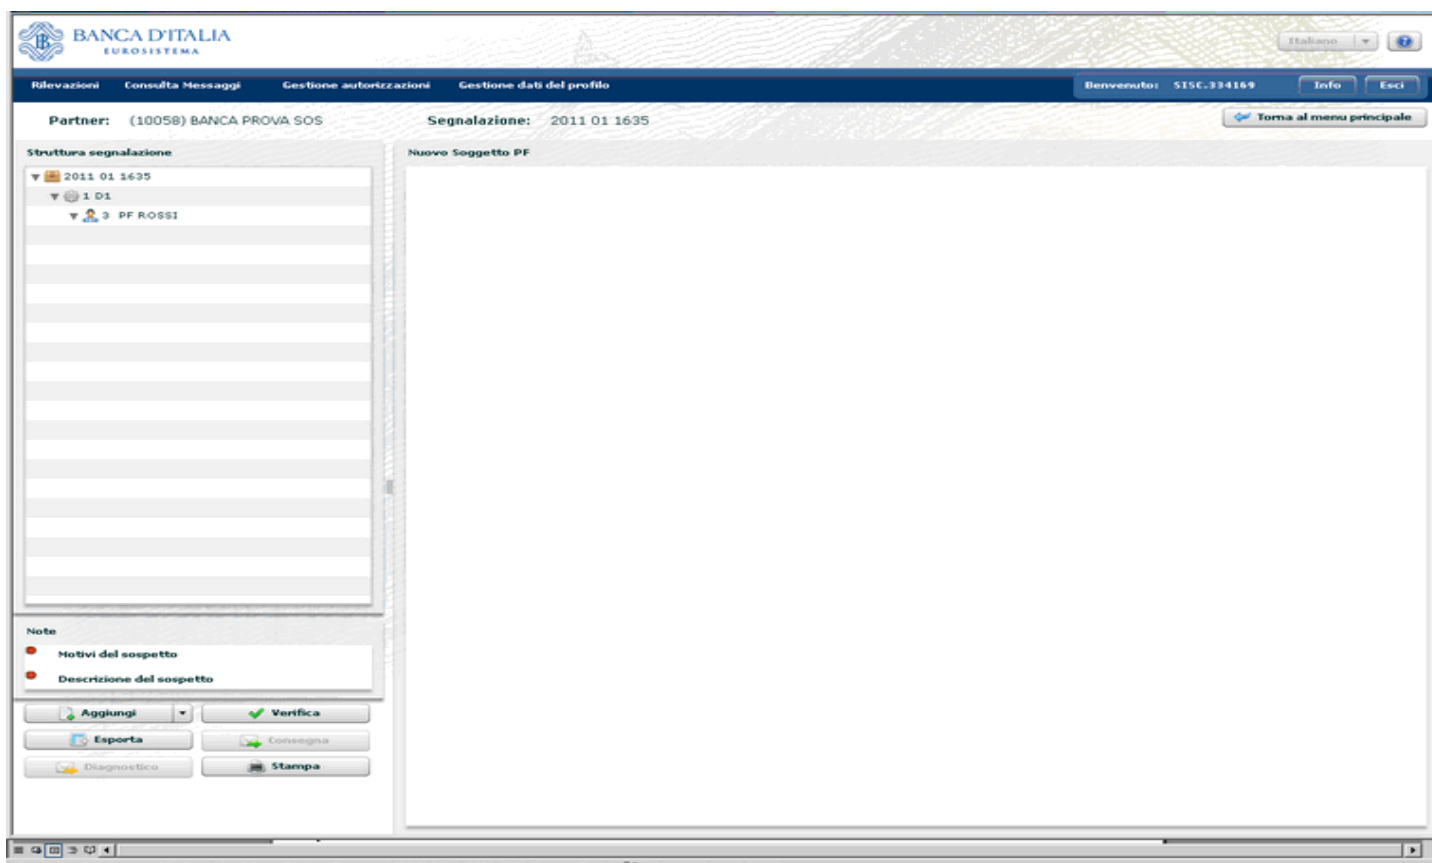 BANCA D'ITALIA
EUROSISTEMA
Italiano
Rilevazioni Consulta Messaggi Gestione autorizzazioni Gestione dati del profilo Benvenuto: SISC.334169 Info Esci
Partner: (10058) BANCA PROVA SOS Segnalazione: 2011 01 1635 Torna al menu principale
Struttura segnalazione Nuovo Soggetto PF
2011 01 1635
1 D1
3 PF ROSSI
Note
Motivi del sospetto
Descrizione del sospetto
Aggiungi Verifica
Esporta Consegna
Diagnostico Stampa